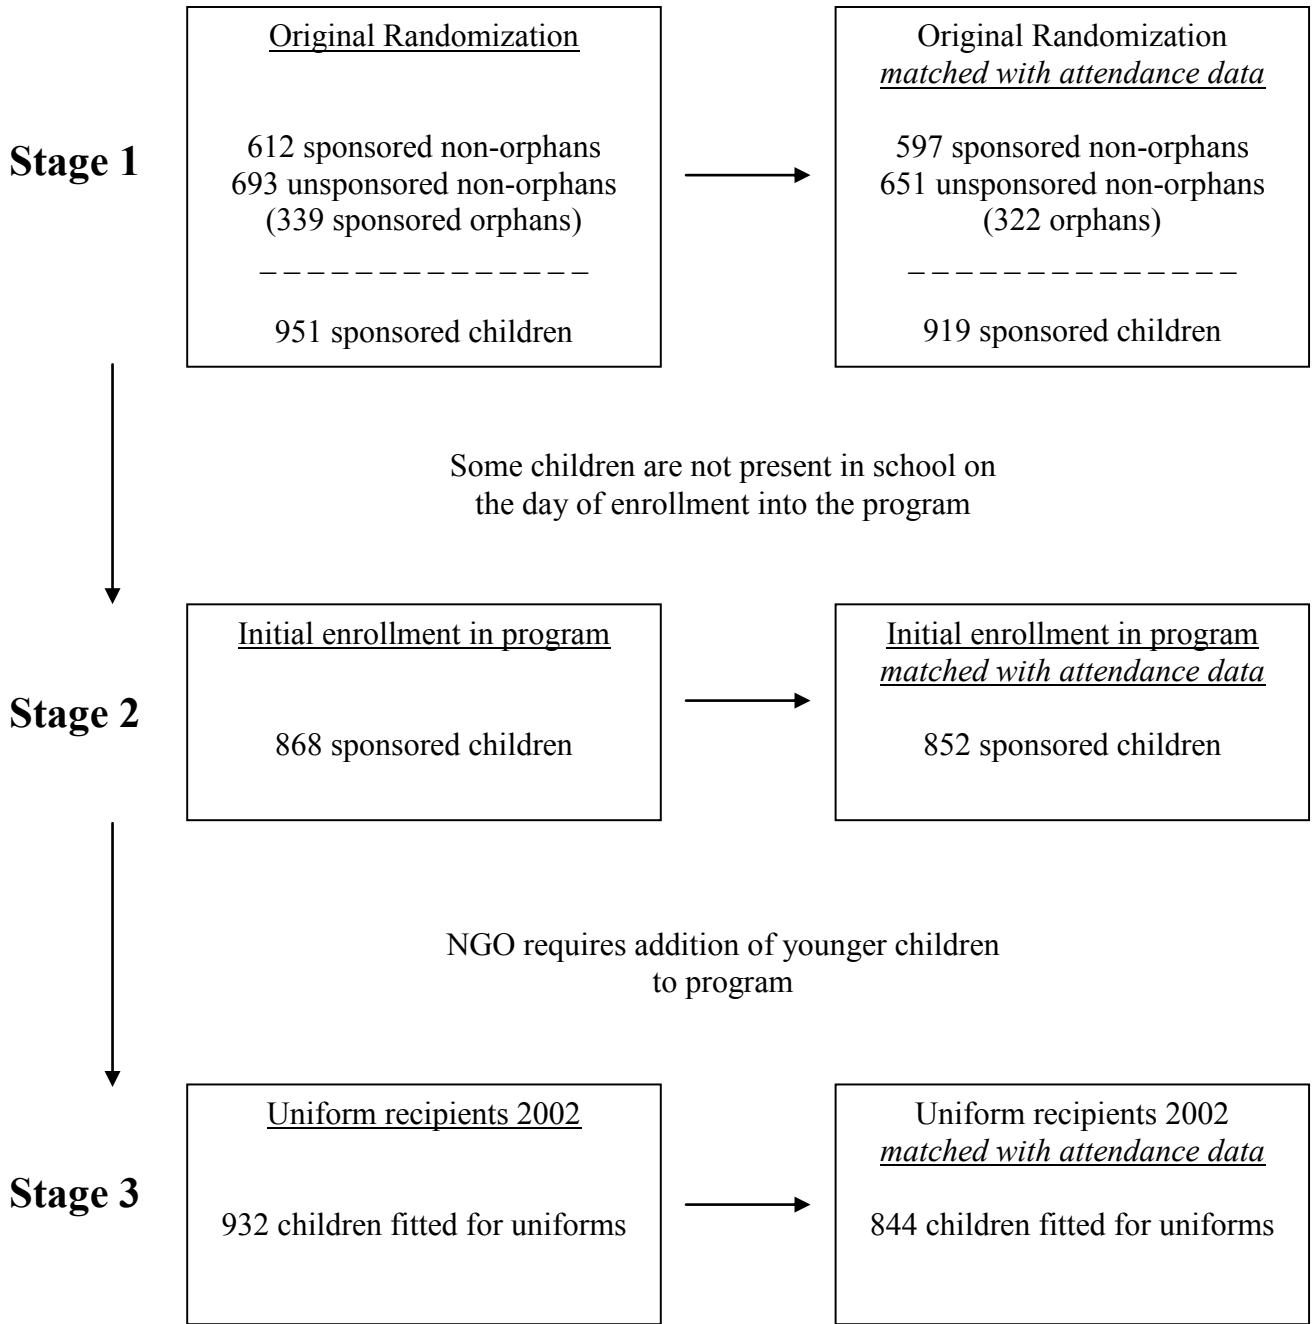 Stage 1
Original Randomization
612 sponsored non-orphans
693 unsponsored non-orphans
(339 sponsored orphans)
_ _ _ _ _ _ _ _ _ _ _ _ _ _
951 sponsored children
Original Randomization
matched with attendance data
597 sponsored non-orphans
651 unsponsored non-orphans
(322 orphans)
_ _ _ _ _ _ _ _ _ _ _ _ _ _
919 sponsored children
Some children are not present in school on
the day of enrollment into the program
Stage 2
Initial enrollment in program
868 sponsored children
Initial enrollment in program
matched with attendance data
852 sponsored children
NGO requires addition of younger children
to program
Stage 3
Uniform recipients 2002
932 children fitted for uniforms
Uniform recipients 2002
matched with attendance data
844 children fitted for uniforms